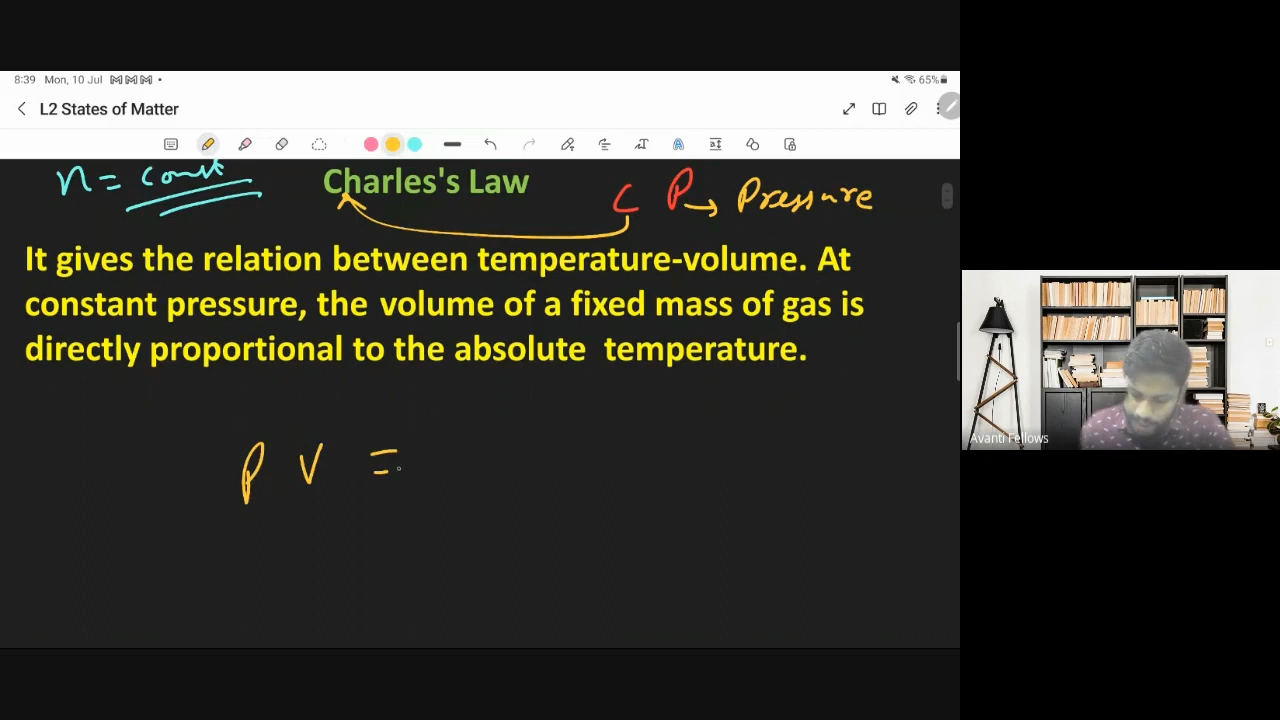 8:39 Mon, 10 Jul
65%
L2 States of Matter
n = const
Charles's Law
C P → Pressure
It gives the relation between temperature-volume. At
constant pressure, the volume of a fixed mass of gas is
directly proportional to the absolute temperature.
P V =
Avanti Fellows